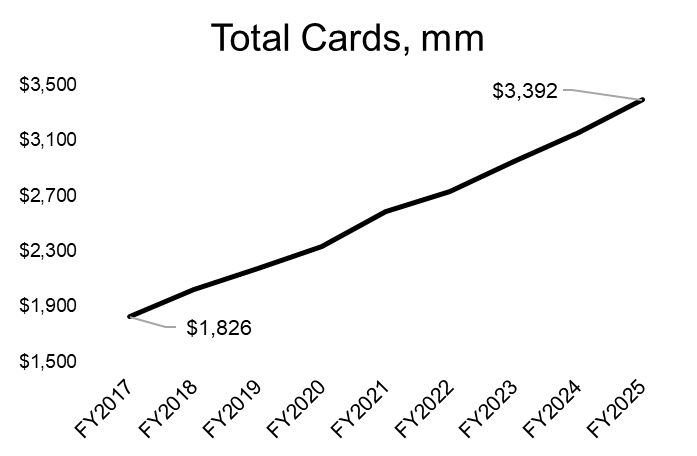 Total Cards, mm
$3,500
$3,392
$3,100
$2,700
$2,300
$1,900
$1,826
$1,500
FY2017
FY2018
FY2019
FY2020
FY2021
FY2022
FY2023
FY2024
FY2025